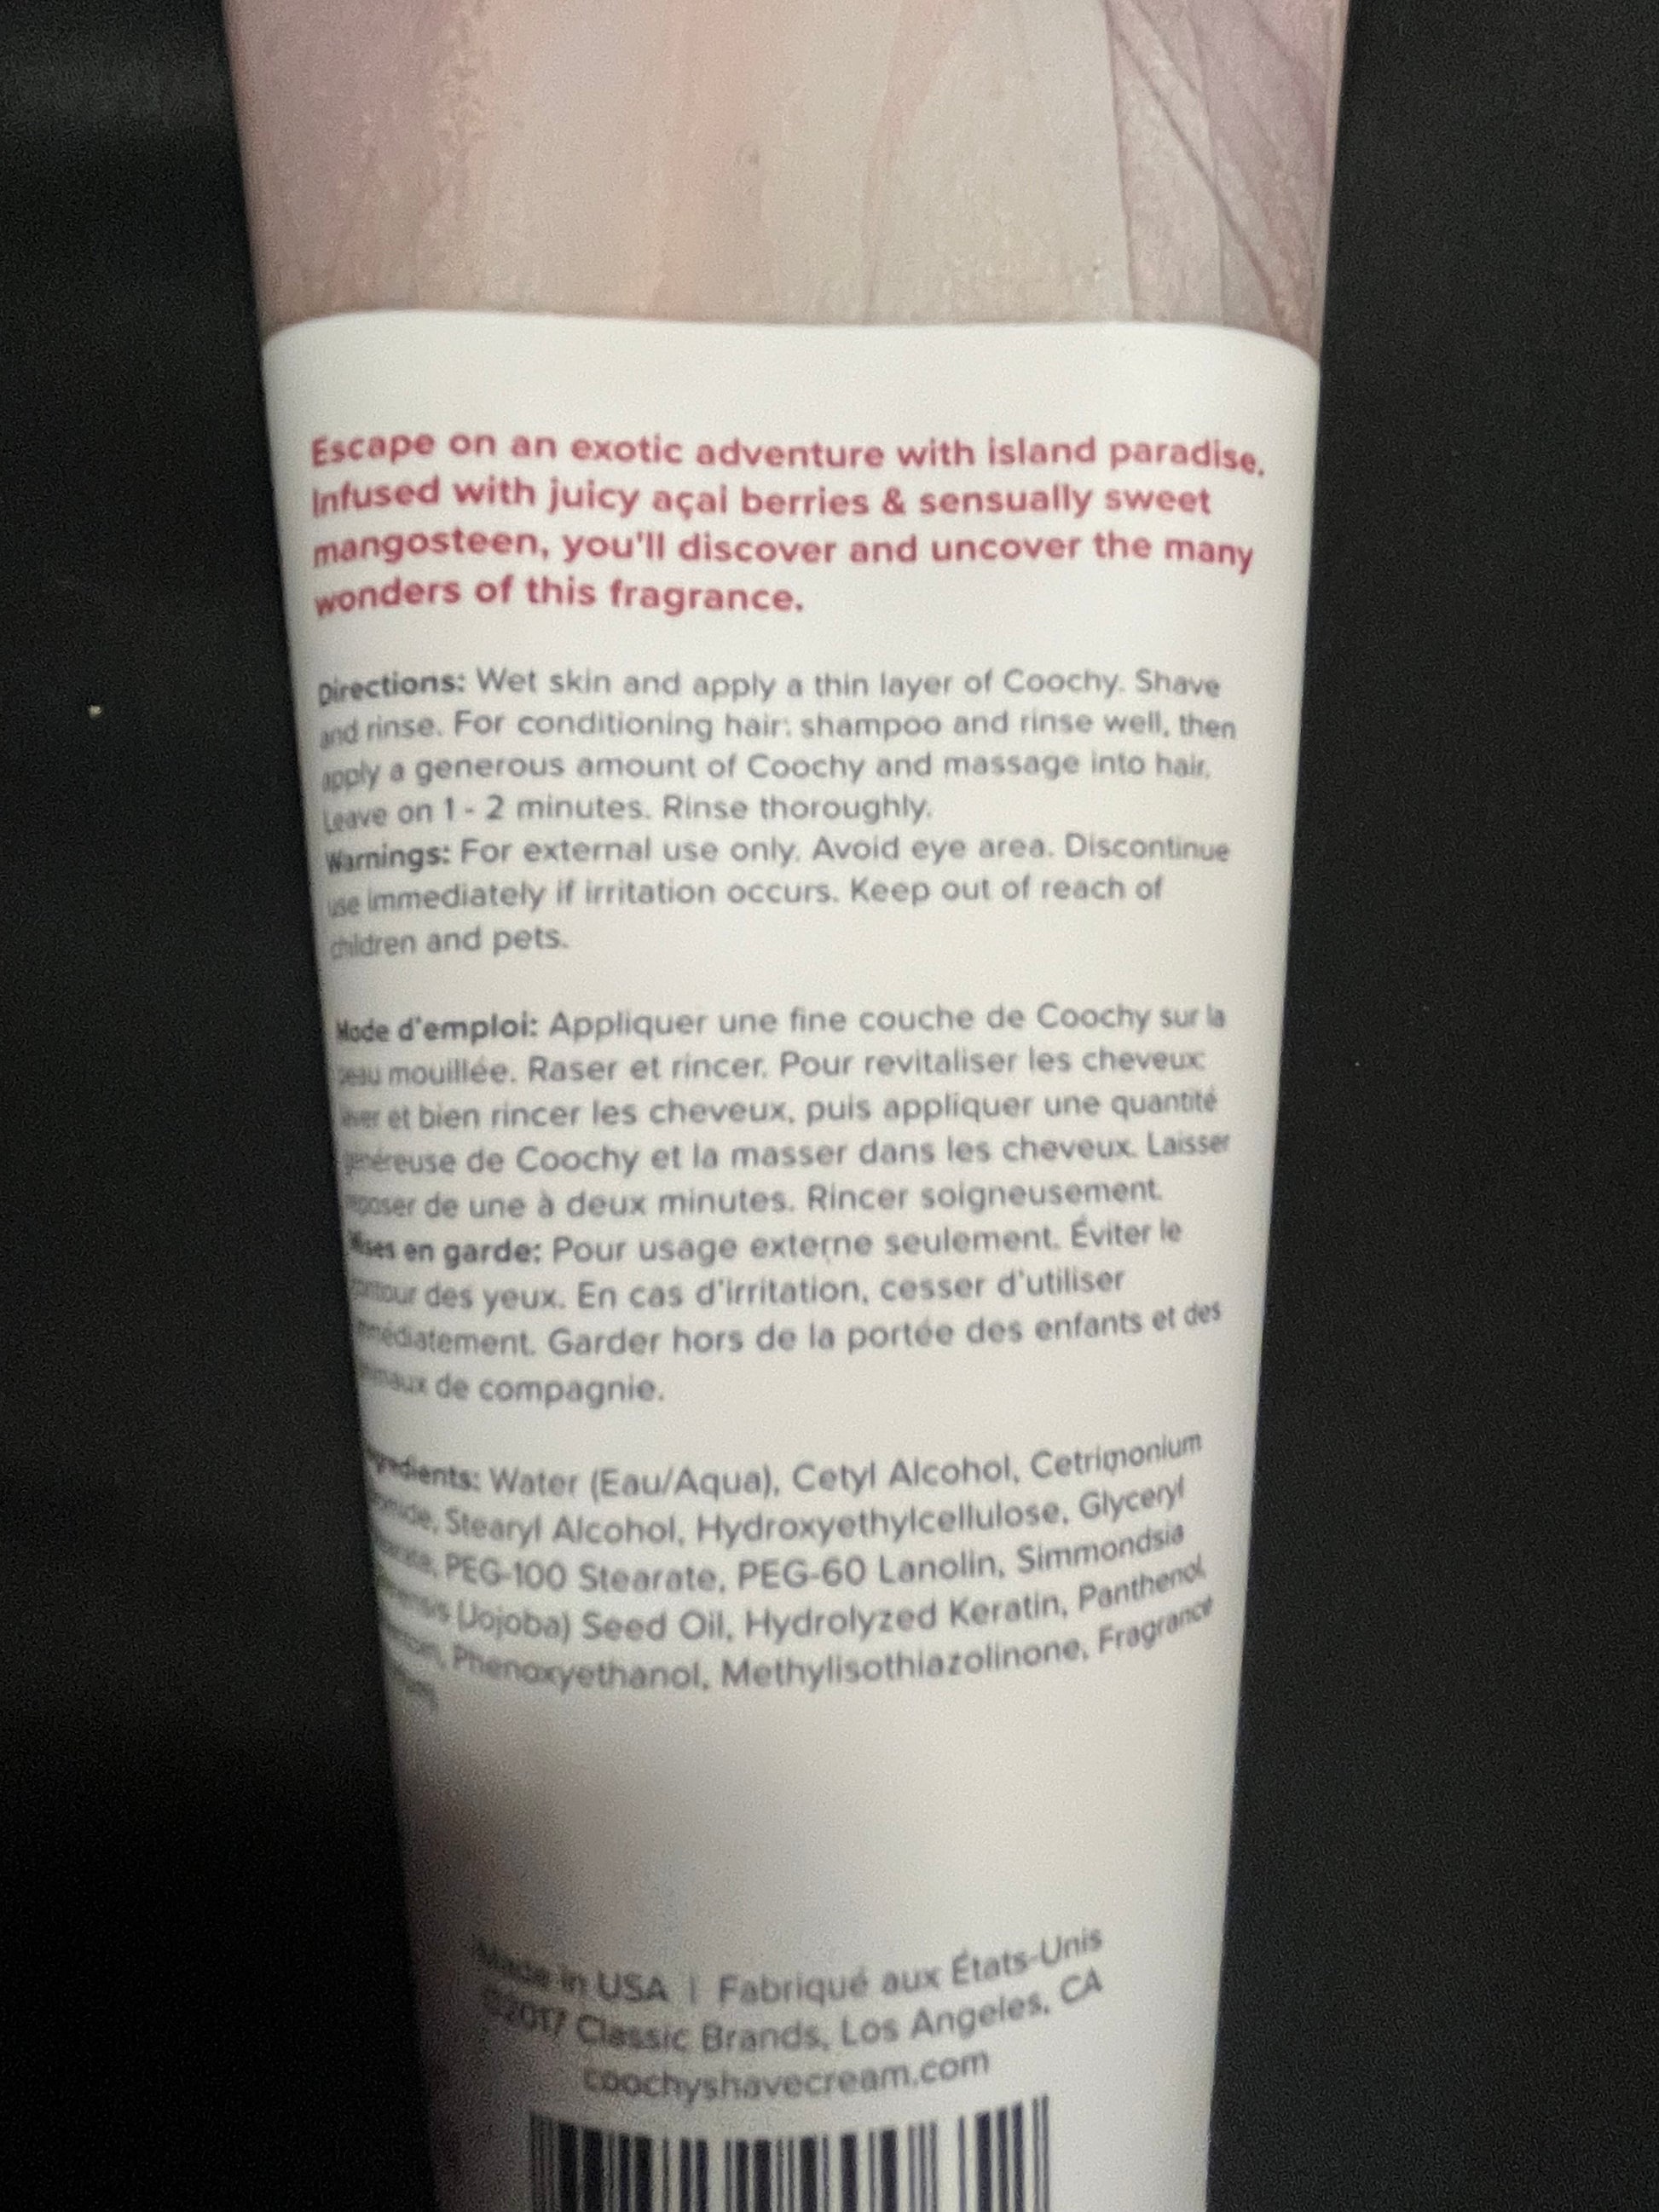 Escape on an exotic adventure with island paradise.
Infused with juicy açai berries & sensually sweet
mangosteen, you'll discover and uncover the many
wonders of this fragrance.
Directions: Wet skin and apply a thin layer of Coochy. Shave
and rinse. For conditioning hair: shampoo and rinse well, then
apply a generous amount of Coochy and massage into hair.
Leave on 1 - 2 minutes. Rinse thoroughly.
Warnings: For external use only. Avoid eye area. Discontinue
use immediately if irritation occurs. Keep out of reach of
children and pets.
Mode d'emploi: Appliquer une fine couche de Coochy sur la
peau mouillée. Raser et rincer. Pour revitaliser les cheveux:
laver et bien rincer les cheveux, puis appliquer une quantité
généreuse de Coochy et la masser dans les cheveux. Laisser
reposer de une à deux minutes. Rincer soigneusement.
Mises en garde: Pour usage externe seulement. Éviter le
contour des yeux. En cas d'irritation, cesser d'utiliser
immédiatement. Garder hors de la portée des enfants et des
animaux de compagnie.
Ingredients: Water (Eau/Aqua), Cetyl Alcohol, Cetrimonium
Bromide, Stearyl Alcohol, Hydroxyethylcellulose, Glyceryl
Stearate, PEG-100 Stearate, PEG-60 Lanolin, Simmondsia
Chinensis (Jojoba) Seed Oil, Hydrolyzed Keratin, Panthenol,
Phenoxyethanol, Methylisothiazolinone, Fragrance
Made in USA | Fabriqué aux États-Unis
©2017 Classic Brands, Los Angeles, CA
coochyshavecream.com